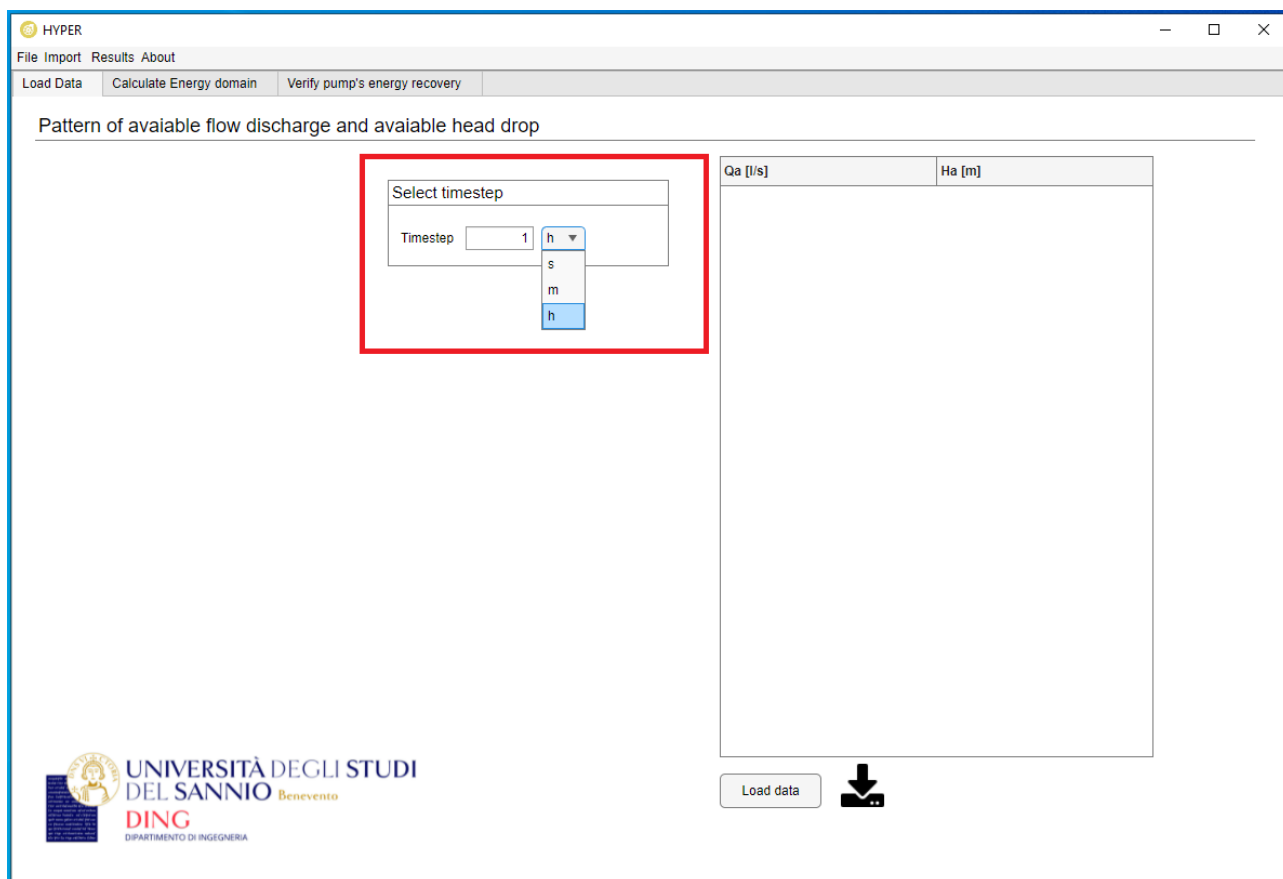 HYPER
File Import Results About
Load Data Calculate Energy domain Verify pump's energy recovery
Pattern of avaiable flow discharge and avaiable head drop
Select timestep
Timestep 1 h
s
m
h
Qa [l/s] Ha [m]
Load data
UNIVERSITÀ DEGLI STUDI
DEL SANNIO Benevento
DING
DIPARTIMENTO DI INGEGNERIA